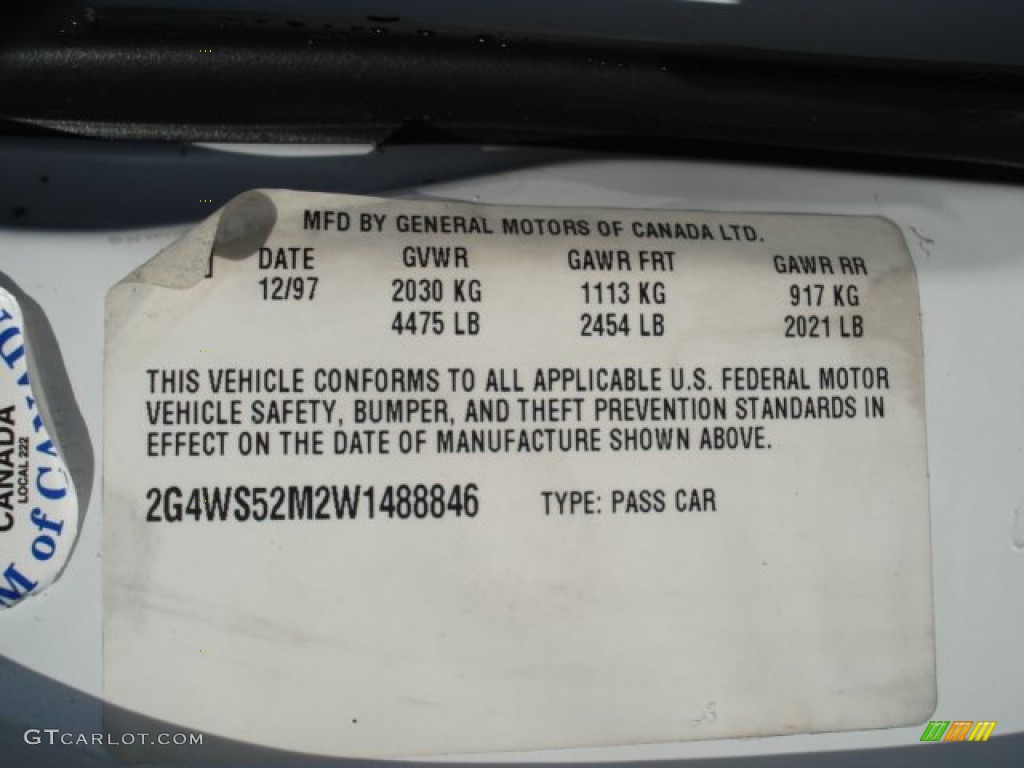 MFD BY GENERAL MOTORS OF CANADA LTD.
DATE GVWR GAWR FRT GAWR RR
12/97 2030 KG 1113 KG 917 KG
4475 LB 2454 LB 2021 LB
THIS VEHICLE CONFORMS TO ALL APPLICABLE U.S. FEDERAL MOTOR
VEHICLE SAFETY, BUMPER, AND THEFT PREVENTION STANDARDS IN
EFFECT ON THE DATE OF MANUFACTURE SHOWN ABOVE.
2G4WS52M2W1488846 TYPE: PASS CAR
CANADA
LOCAL 222
of
GTCARLOT.COM